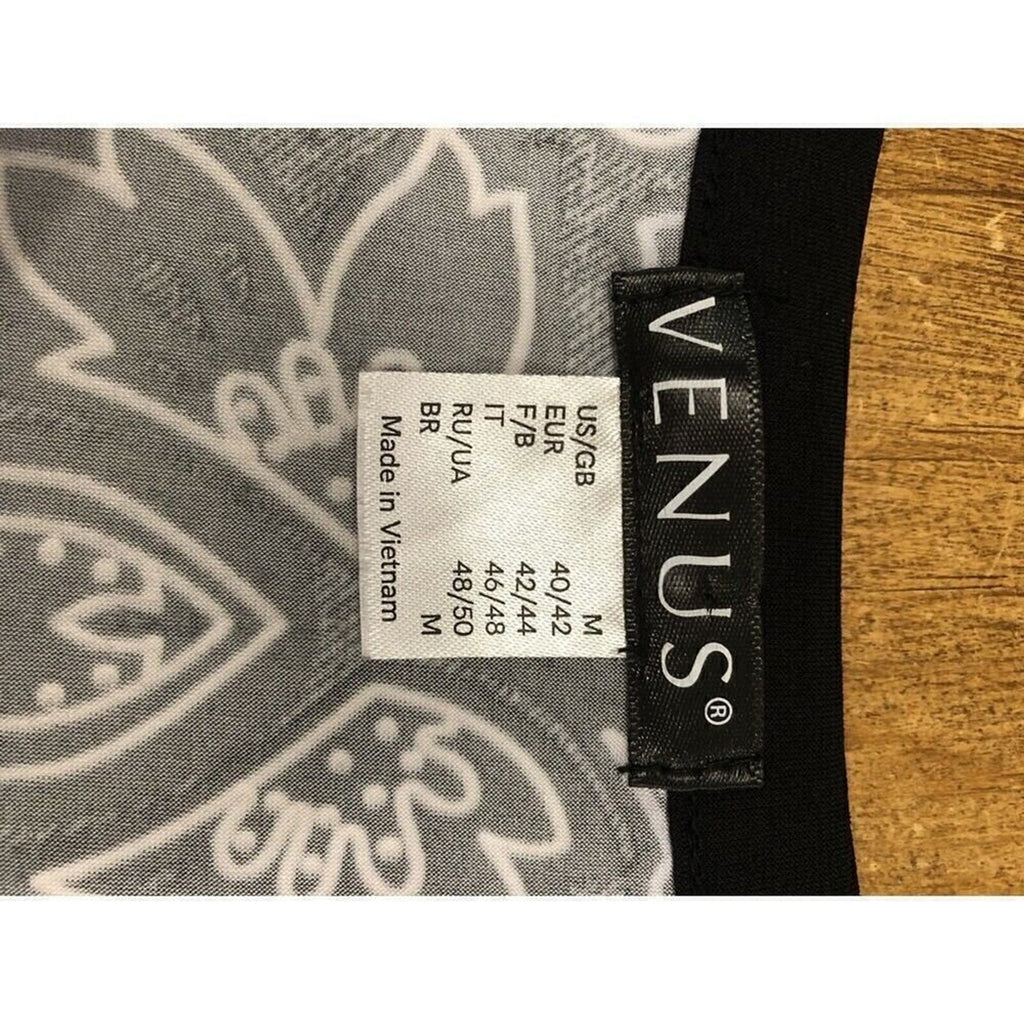 VENUS®
US/GB M
EUR 40/42
F/B 42/44
IT 46/48
RU/UA 48/50
BR M
Made in Vietnam